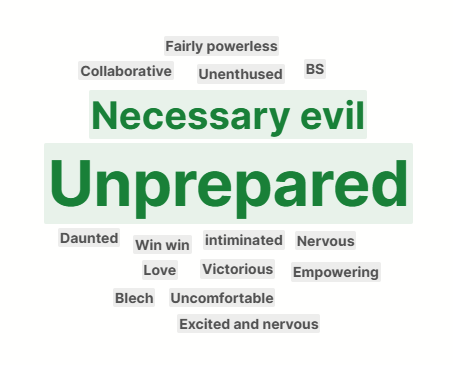 Fairly powerless
Collaborative Unenthused BS
Necessary evil
Unprepared
Daunted Win win intiminated Nervous
Love Victorious Empowering
Blech Uncomfortable
Excited and nervous